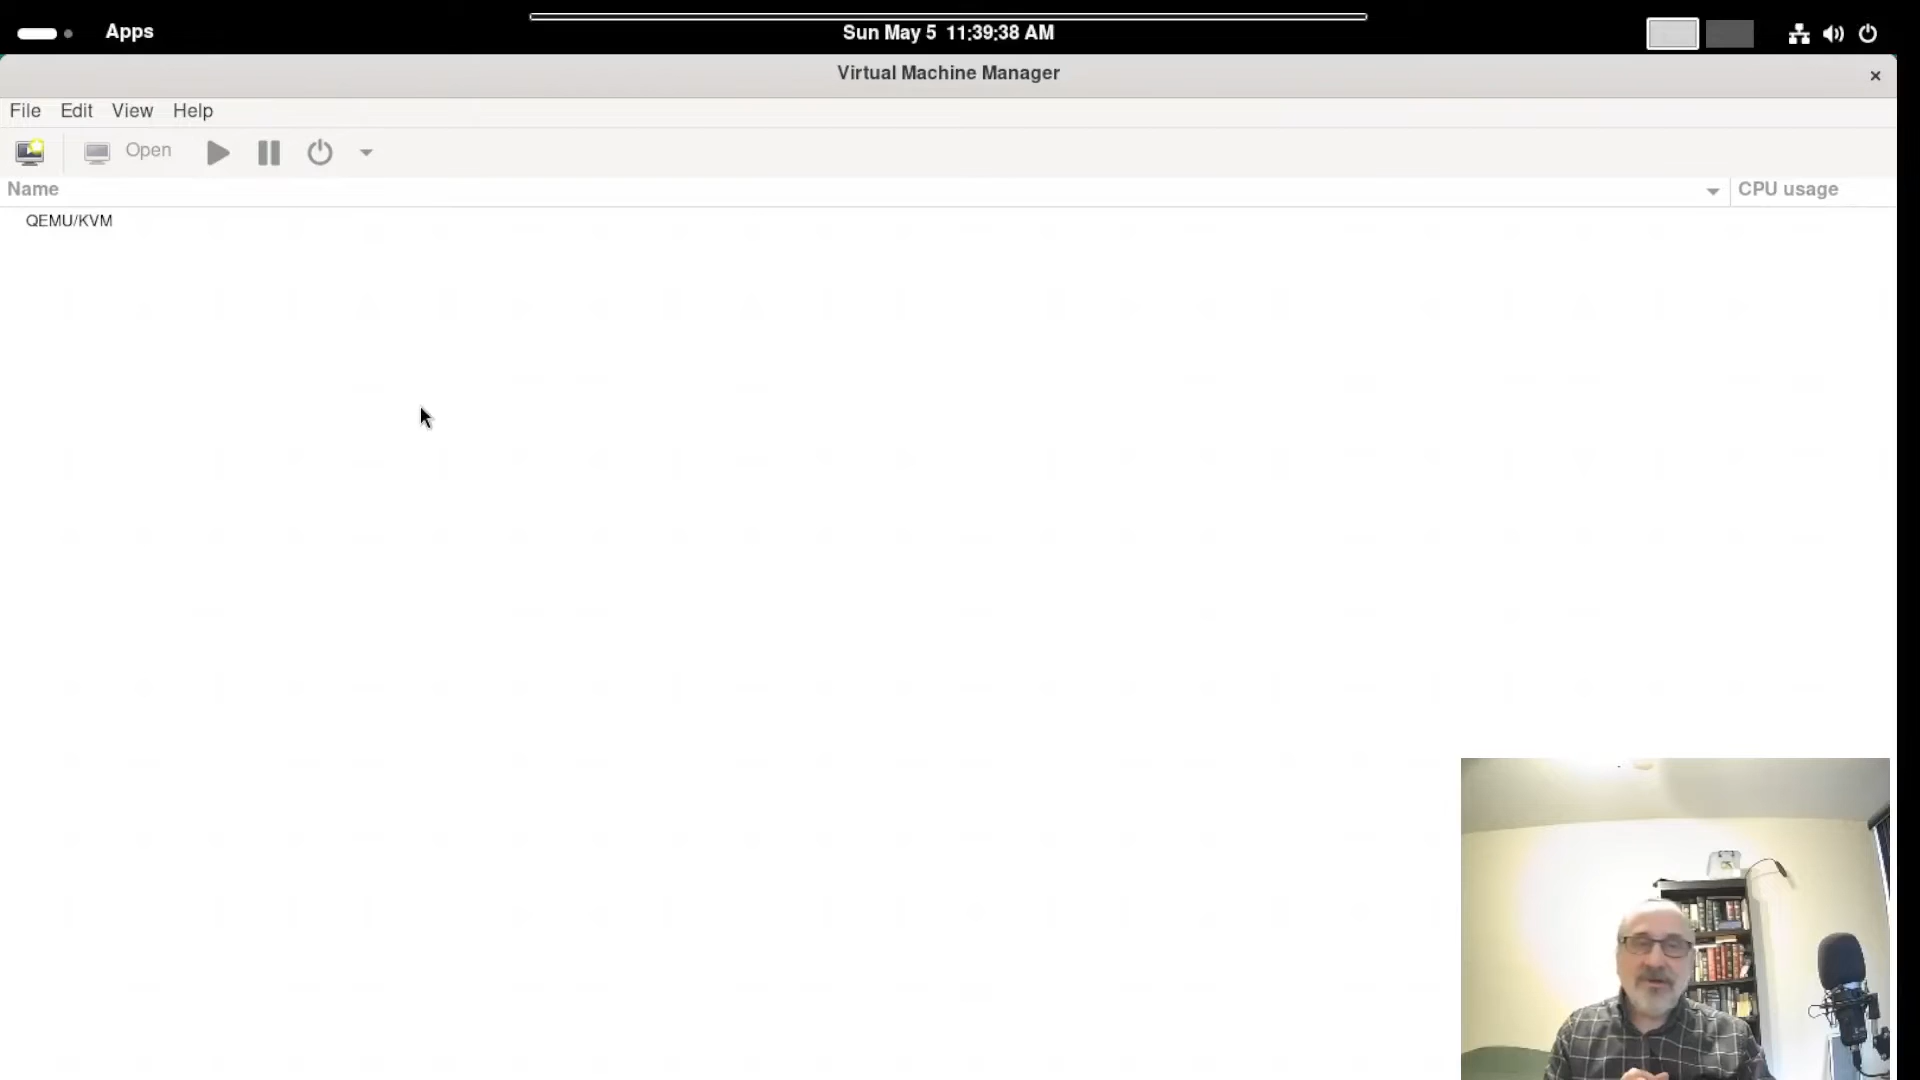 Apps
Sun May 5 11:39:38 AM
Virtual Machine Manager
File Edit View Help
Open
Name CPU usage
QEMU/KVM